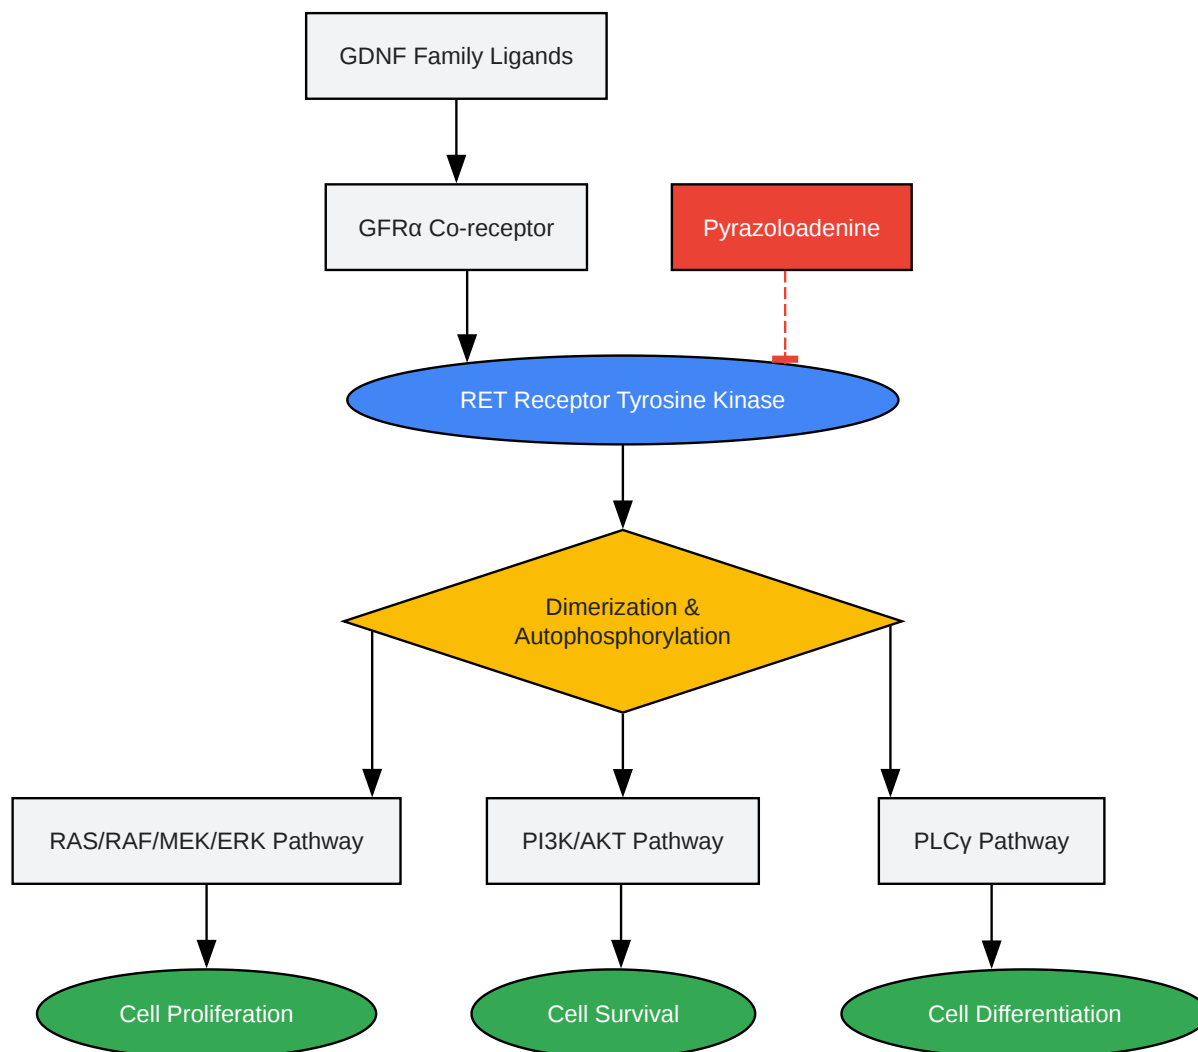 GDNF Family Ligands
GFRα Co-receptor
Pyrazoloadenine
RET Receptor Tyrosine Kinase
Dimerization &
Autophosphorylation
RAS/RAF/MEK/ERK Pathway
PI3K/AKT Pathway
PLCγ Pathway
Cell Proliferation
Cell Survival
Cell Differentiation